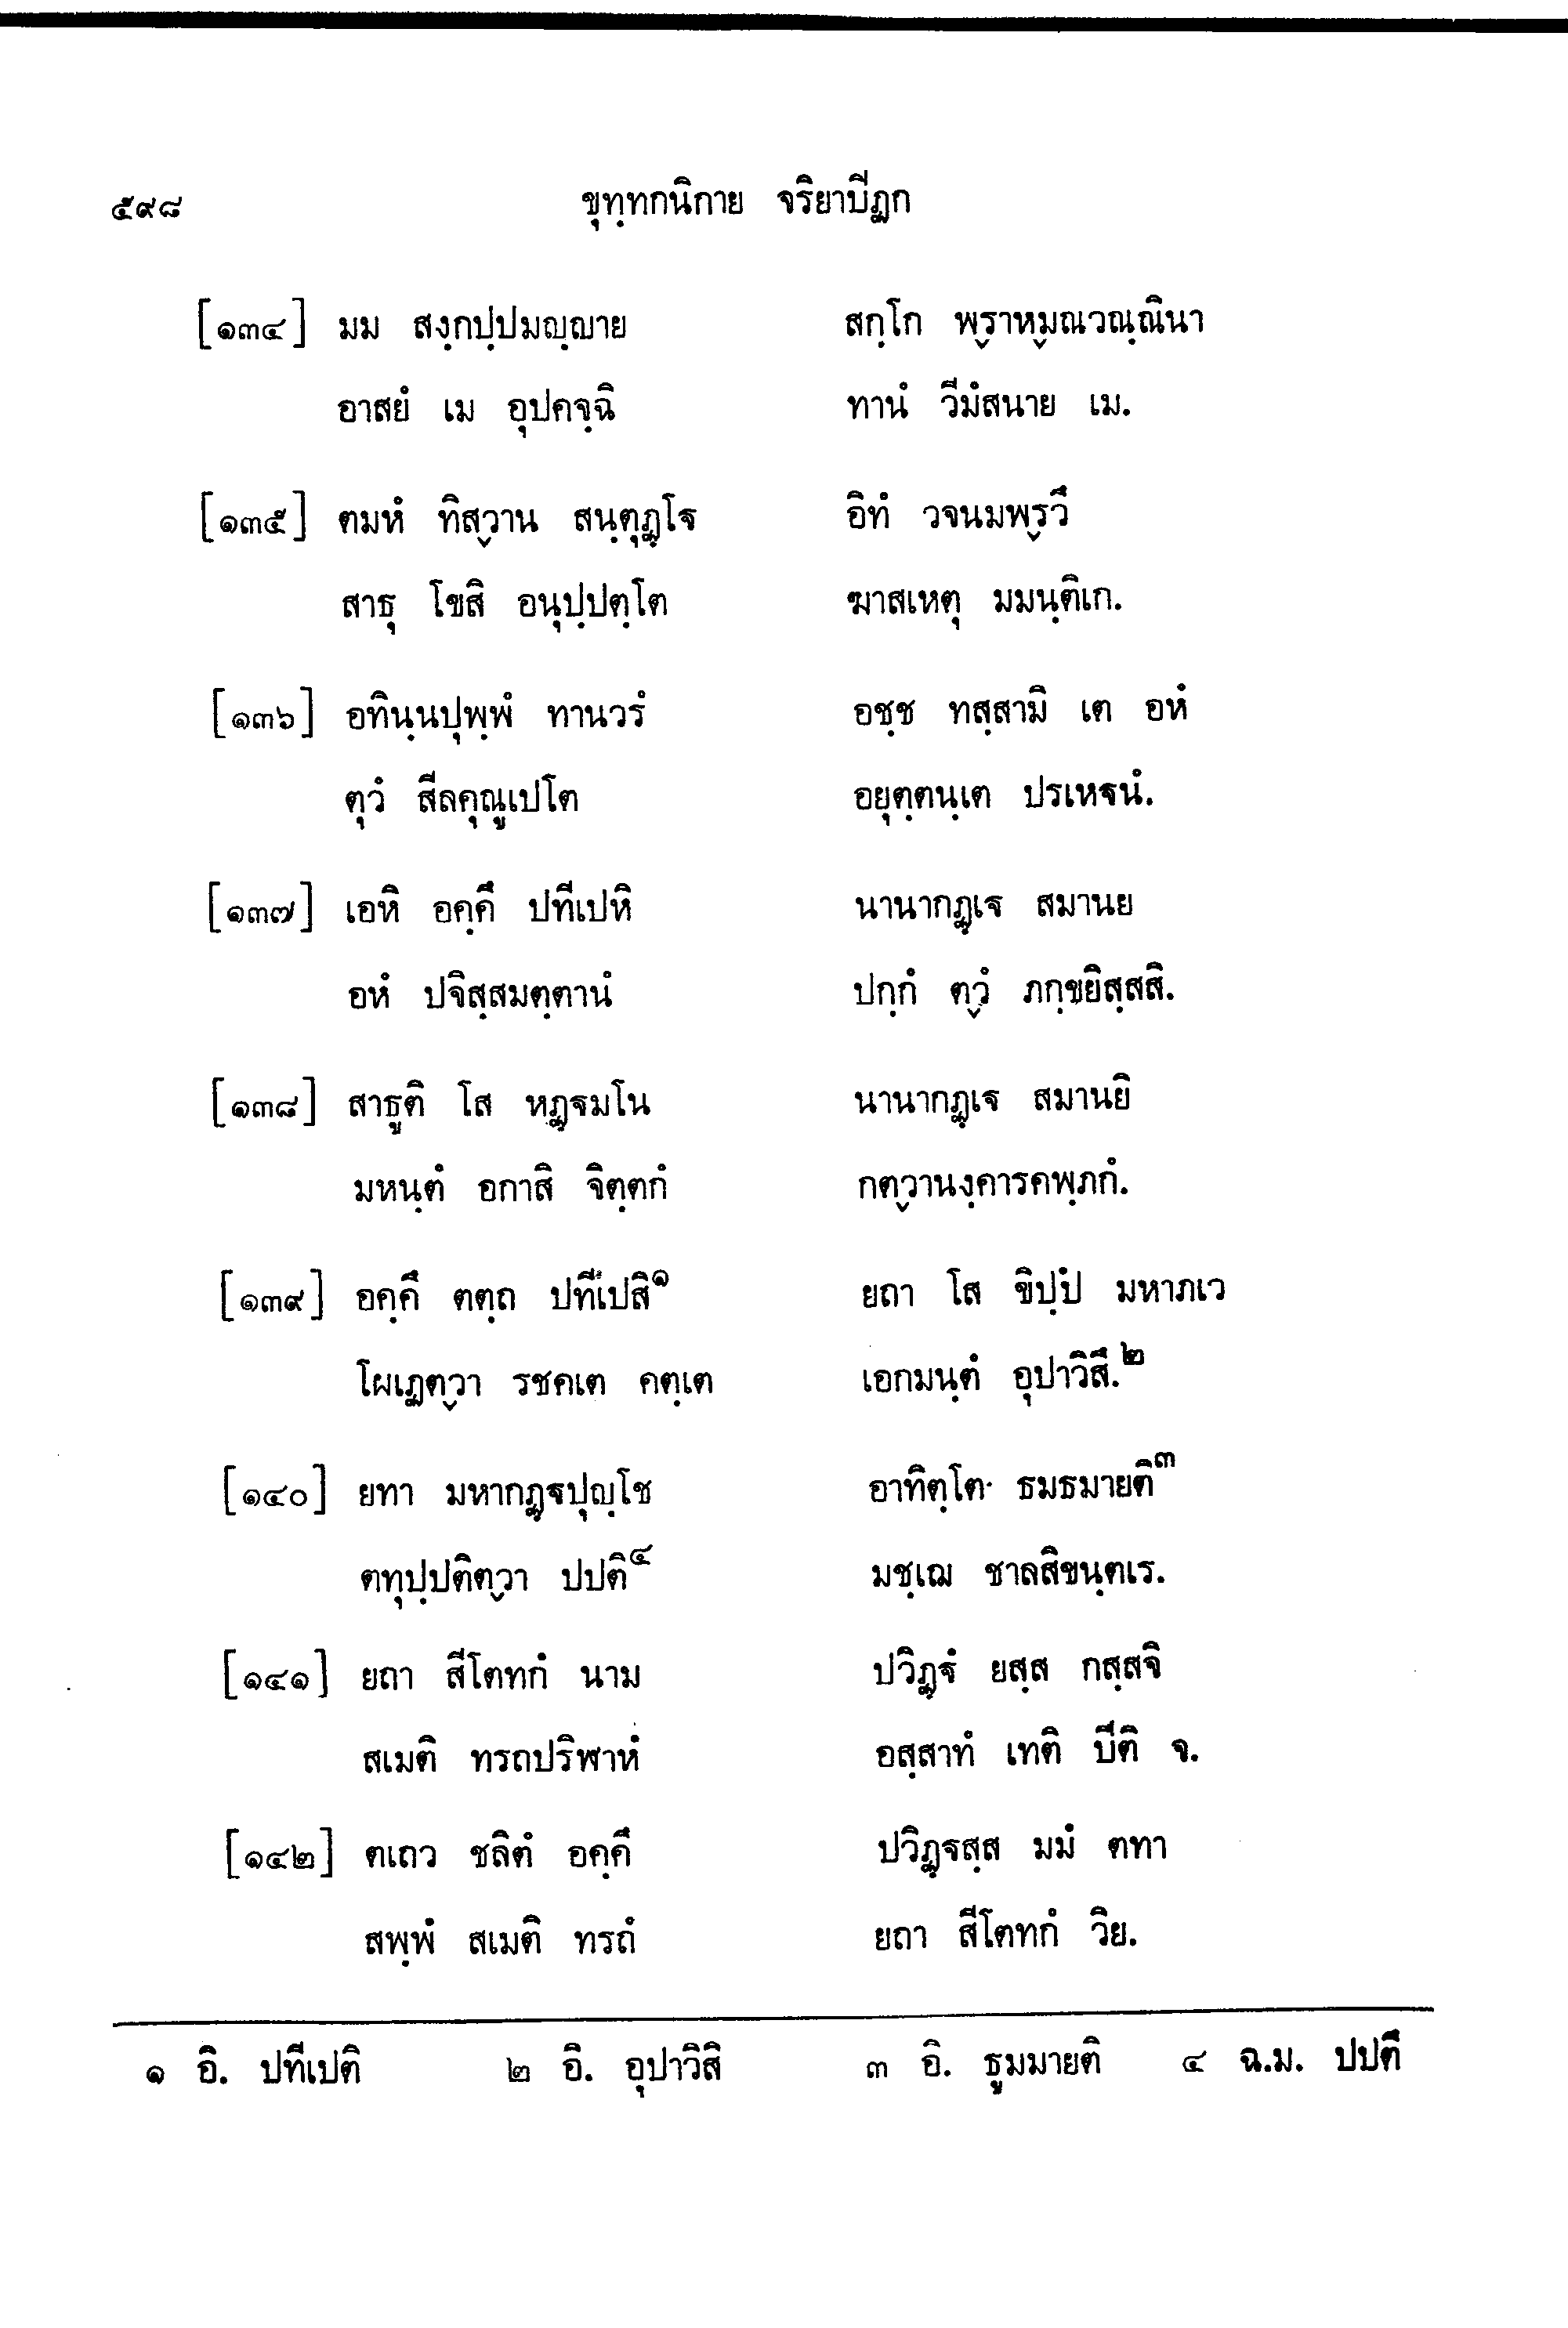 ๕๙๘ ขุทฺทกนิกาย จริยาปีฏก
[๑๓๔] มม สงฺกปฺปมญฺญาย สกฺโก พฺราหฺมณวณฺณินา
อาสยํ เม อุปคจฺฉิ ทานํ วีมํสนาย เม.
[๑๓๕] ตมหํ ทิสฺวาน สนฺตุฏฺโฐ อิทํ วจนมพฺรวึ
สาธุ โขสิ อนุปฺปตฺโต ฆาสเหตุ มมนฺติเก.
[๑๓๖] อทินฺนปุพฺพํ ทานวรํ อชฺช ทสฺสามิ เต อหํ
ตุวํ สีลคุณูเปโต อยุตฺตนฺเต ปรเหฐนํ.
[๑๓๗] เอหิ อคฺคึ ปทีเปหิ นานากฏฺเฐ สมานย
อหํ ปจิสฺสมตฺตานํ ปกฺกํ ตฺวํ ภกฺขยิสฺสสิ.
[๑๓๘] สาธูติ โส หฏฺฐมโน นานากฏฺเฐ สมานยิ
มหนฺตํ อกาสิ จิตฺตกํ กตฺวานงฺคารคพฺภกํ.
[๑๓๙] อคฺคึ ตตฺถ ปทีเปสิ๑ ยถา โส ขิปฺปํ มหาภเว
โผเฏตฺวา รชคเต คตฺเต เอกมนฺตํ อุปาวิสึ.๒
[๑๔๐] ยทา มหากฏฺฐปุญฺโช อาทิตฺโต ธมธมายติ๓
ตทุปฺปติตฺวา ปปติ๔ มชฺเฌ ชาลสิขนฺตเร.
[๑๔๑] ยถา สีโตทกํ นาม ปวิฏฺฐํ ยสฺส กสฺสจิ
สเมติ ทรถปริฬาหํ อสฺสาทํ เทติ ปีติ จ.
[๑๔๒] ตเถว ชลิตํ อคฺคึ ปวิฏฺฐสฺส มมํ ตทา
สพฺพํ สเมติ ทรถํ ยถา สีโตทกํ วิย.
๑ อิ. ปทีเปติ ๒ อิ. อุปาวิสิ ๓ อิ. ธูมมายติ ๔ ฉ.ม. ปปตึ